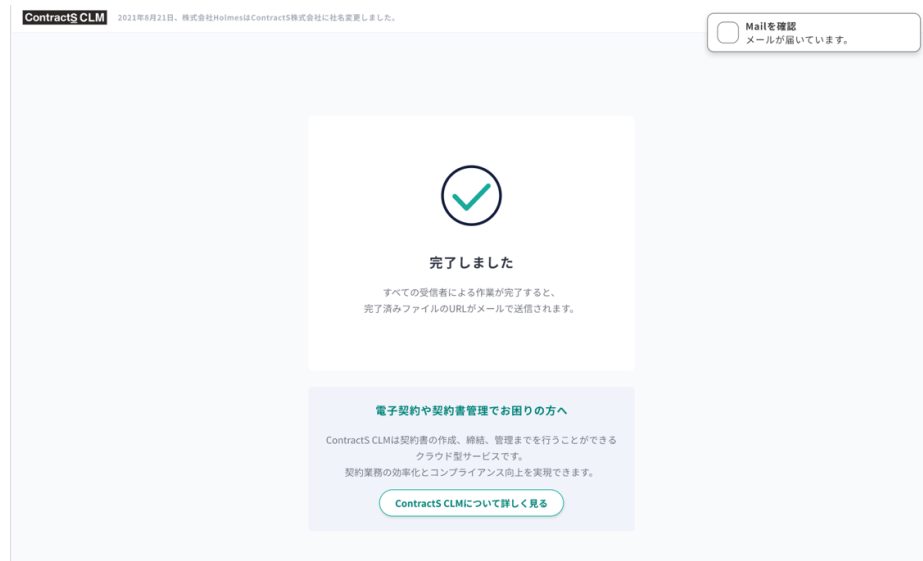 ContractS CLM
2021年8月21日、株式会社HolmesはContractS株式会社に社名変更しました。
Mailを確認
メールが届いています。
完了しました
すべての受信者による作業が完了すると、
完了済みファイルのURLがメールで送信されます。
電子契約や契約書管理でお困りの方へ
ContractS CLMは契約書の作成、締結、管理までを行うことができる
クラウド型サービスです。
契約業務の効率化とコンプライアンス向上を実現できます。
ContractS CLMについて詳しく見る